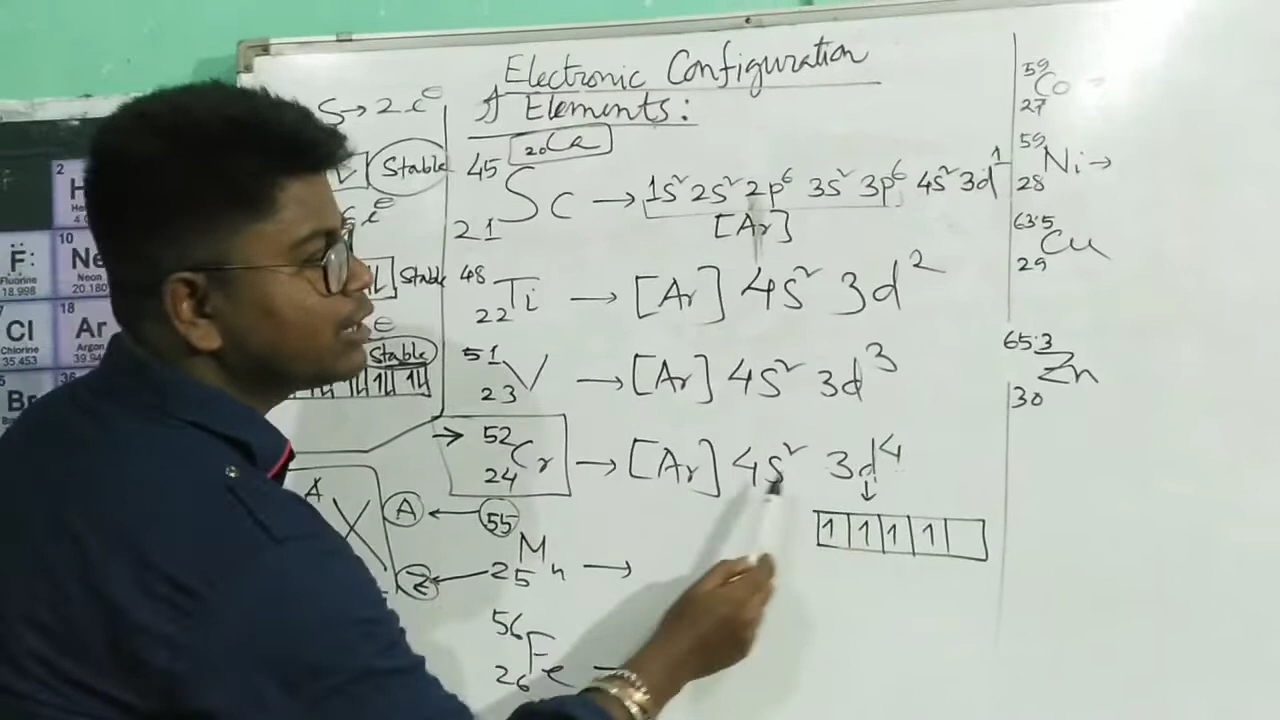 Electronic Configuration
of Elements:
20Ca
45 21 Sc → 1s² 2s² 2p⁶ 3s² 3p⁶ 4s² 3d¹
[Ar]
48 22 Ti → [Ar] 4s² 3d²
51 23 V → [Ar] 4s² 3d³
→ 52 24 Cr → [Ar] 4s² 3d⁴
↓
1 1 1 1
55 25 Mn →
56 26 Fe →
59 27 Co →
59 28 Ni →
63.5 29 Cu
65.3 30 Zn
S → 2e⊖
Stable
e⊖
Stable
e⊖
Stable
1l 1l
A X A ←
Z ←
2
He
4.0
F:
Fluorine
18.998
10
Ne
Neon
20.180
Cl
Chlorine
35.453
18
Ar
Argon
39.94
Br
36